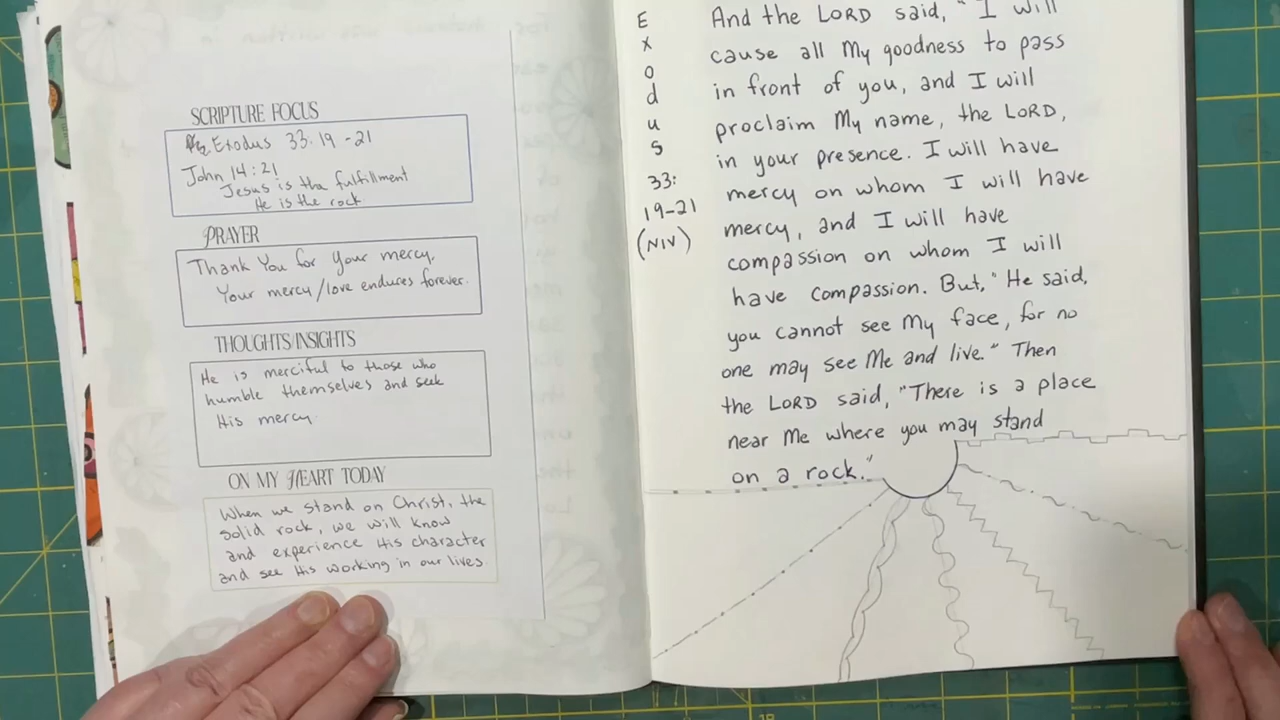 SCRIPTURE FOCUS
Exodus 33:19-21
John 14:21
Jesus is the fulfillment
He is the rock
PRAYER
Thank You for your mercy,
Your mercy/love endures forever.
THOUGHTS/INSIGHTS
He is merciful to those who
humble themselves and seek
His mercy.
ON MY HEART TODAY
When we stand on Christ, the
solid rock, we will know
and experience His character
and see His working in our lives.
E
x
o
d
u
s
33:
19-21
(NIV)
And the LORD said, "I will
cause all My goodness to pass
in front of you, and I will
proclaim My name, the LORD,
in your presence. I will have
mercy on whom I will have
mercy, and I will have
compassion on whom I will
have compassion. But," He said,
you cannot see My face, for no
one may see Me and live." Then
the LORD said, "There is a place
near Me where you may stand
on a rock."